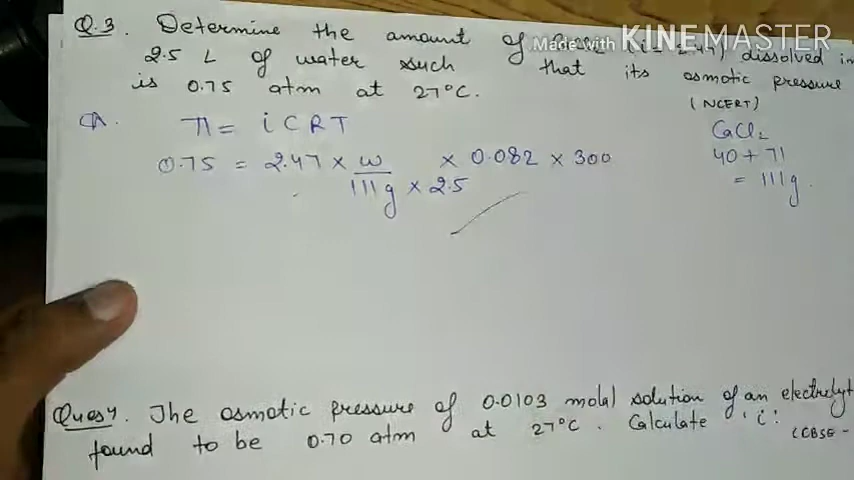 Q.3. Determine the amount of (i = 2.47) dissolved in
2.5 L of water such that its osmotic pressure
is 0.75 atm at 27°C.
(NCERT)
Made with KINEMASTER
A. π = i C R T
CaCl2
40 + 71
= 111g.
0.75 = 2.47 × w × 0.082 × 300
111g × 2.5
Ques4. The osmotic pressure of 0.0103 molal solution of an electrolyt
found to be 0.70 atm at 27°C. Calculate 'i'.
(CBSE -